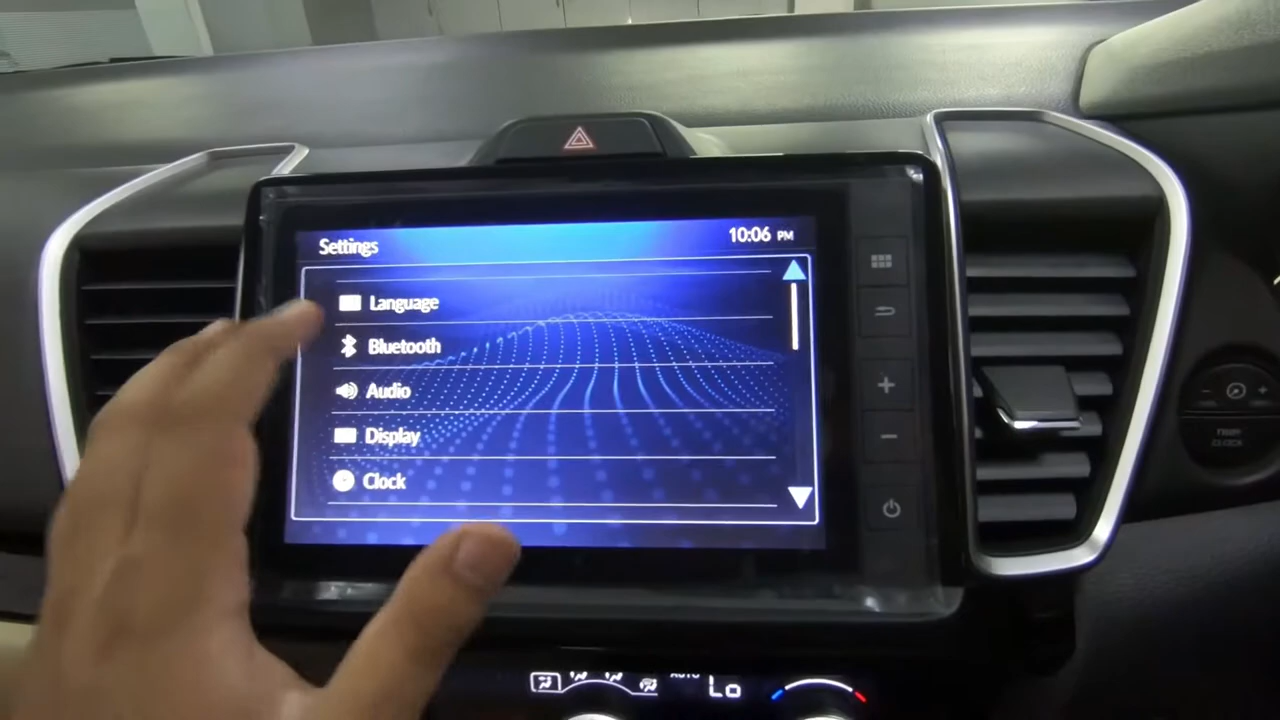 Settings
10:06 PM
Language
Bluetooth
Audio
Display
Clock
AUTO
Lo